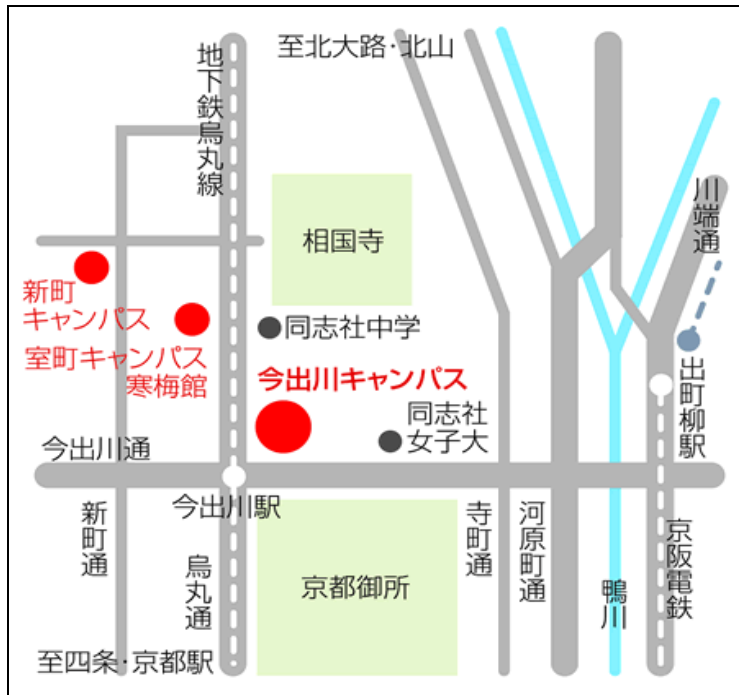 至北大路・北山
地下鉄烏丸線
川端通
相国寺
新町
キャンパス
同志社中学
室町キャンパス
寒梅館
今出川キャンパス
同志社
女子大
出町柳駅
今出川通
今出川駅
新町通
烏丸通
京都御所
寺町通
河原町通
鴨川
京阪電鉄
至四条・京都駅